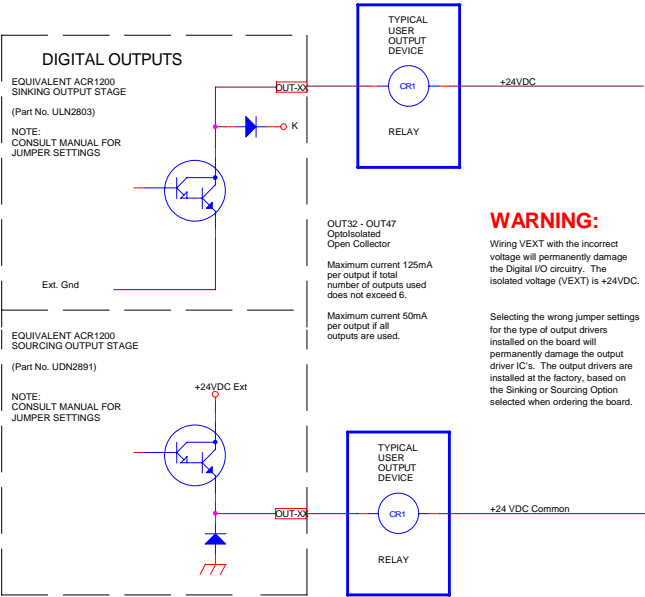 DIGITAL OUTPUTS
EQUIVALENT ACR1200
SINKING OUTPUT STAGE
(Part No. ULN2803)
NOTE:
CONSULT MANUAL FOR
JUMPER SETTINGS
OUT-XX
K
Ext. Gnd
TYPICAL
USER
OUTPUT
DEVICE
CR1
RELAY
+24VDC
OUT32 - OUT47
OptoIsolated
Open Collector
Maximum current 125mA
per output if total
number of outputs used
does not exceed 6.
Maximum current 50mA
per output if all
outputs are used.
WARNING:
Wiring VEXT with the incorrect
voltage will permanently damage
the Digital I/O circuitry. The
isolated voltage (VEXT) is +24VDC.
Selecting the wrong jumper settings
for the type of output drivers
installed on the board will
permanently damage the output
driver IC's. The output drivers are
installed at the factory, based on
the Sinking or Sourcing Option
selected when ordering the board.
EQUIVALENT ACR1200
SOURCING OUTPUT STAGE
(Part No. UDN2891)
NOTE:
CONSULT MANUAL FOR
JUMPER SETTINGS
+24VDC Ext
OUT-XX
TYPICAL
USER
OUTPUT
DEVICE
CR1
RELAY
+24 VDC Common